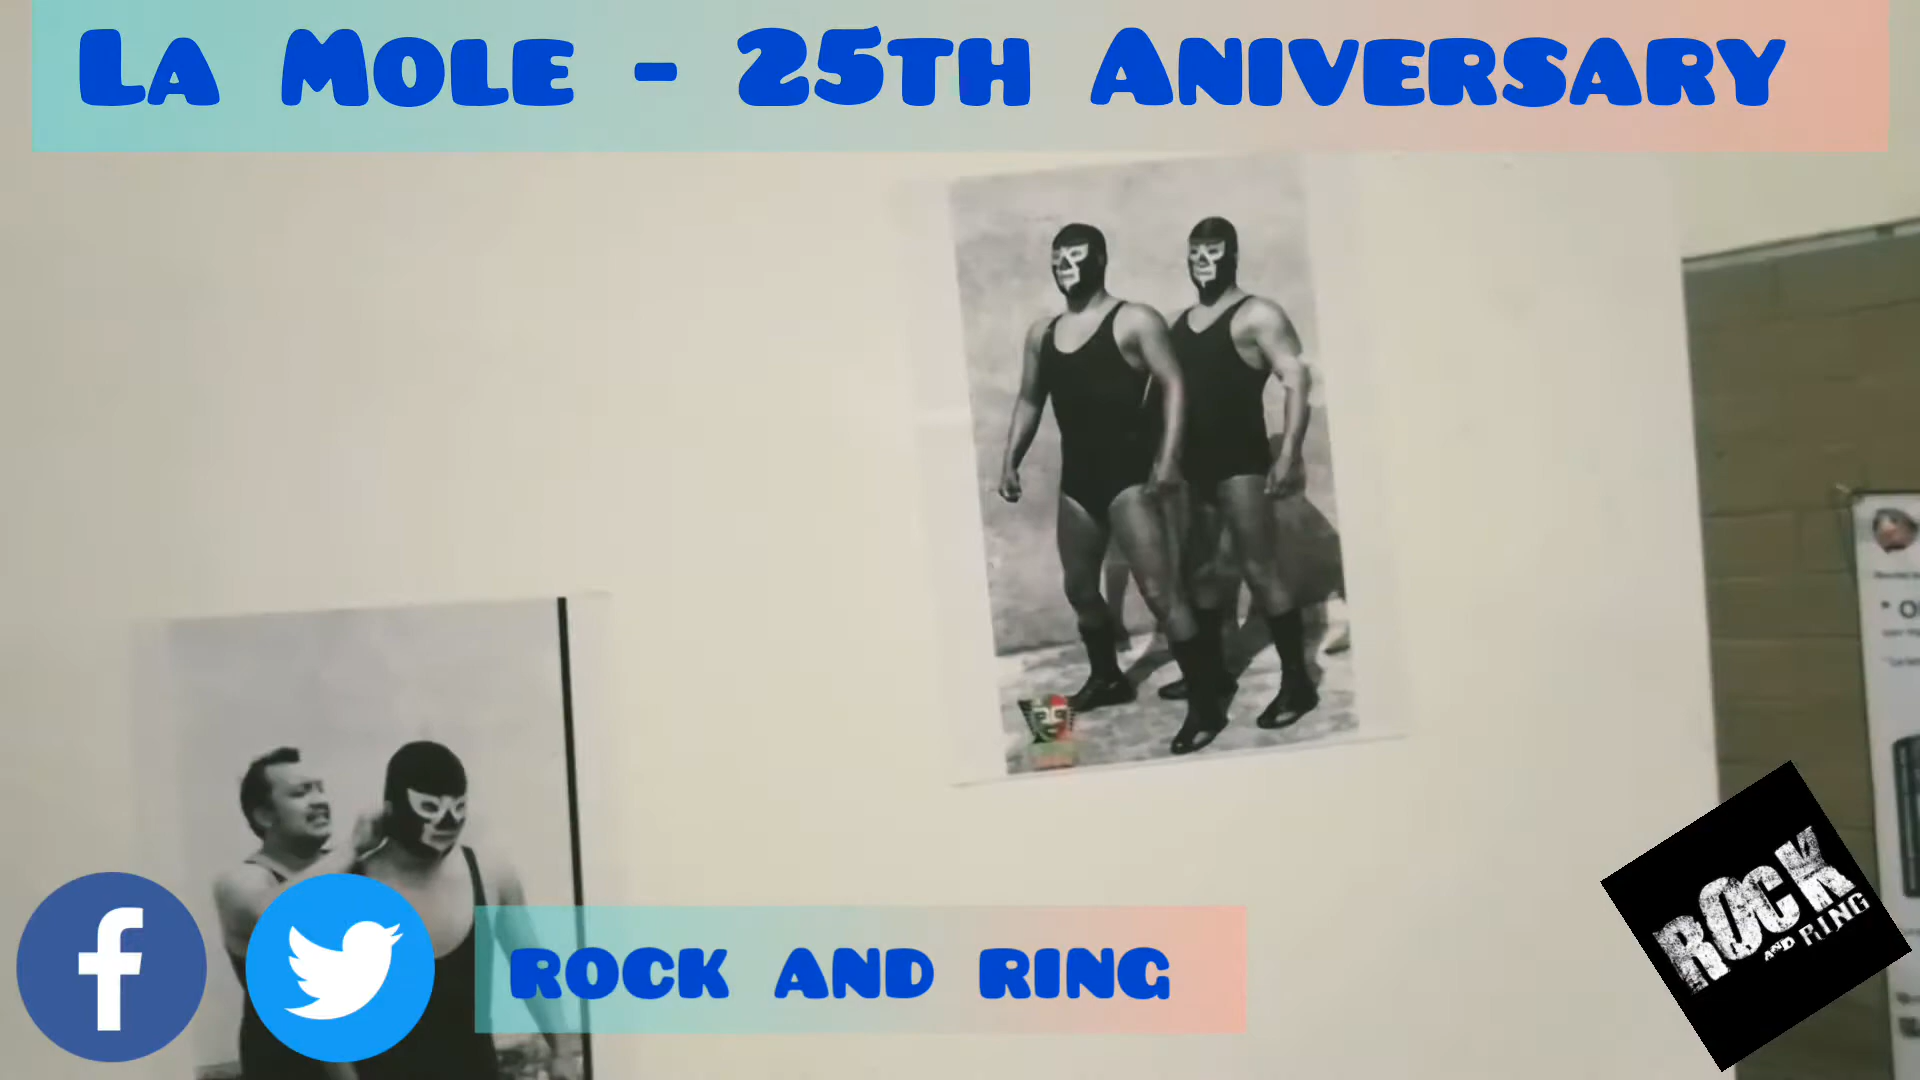 La Mole - 25th Aniversary
ROCK AND RING
ROCK
AND RING